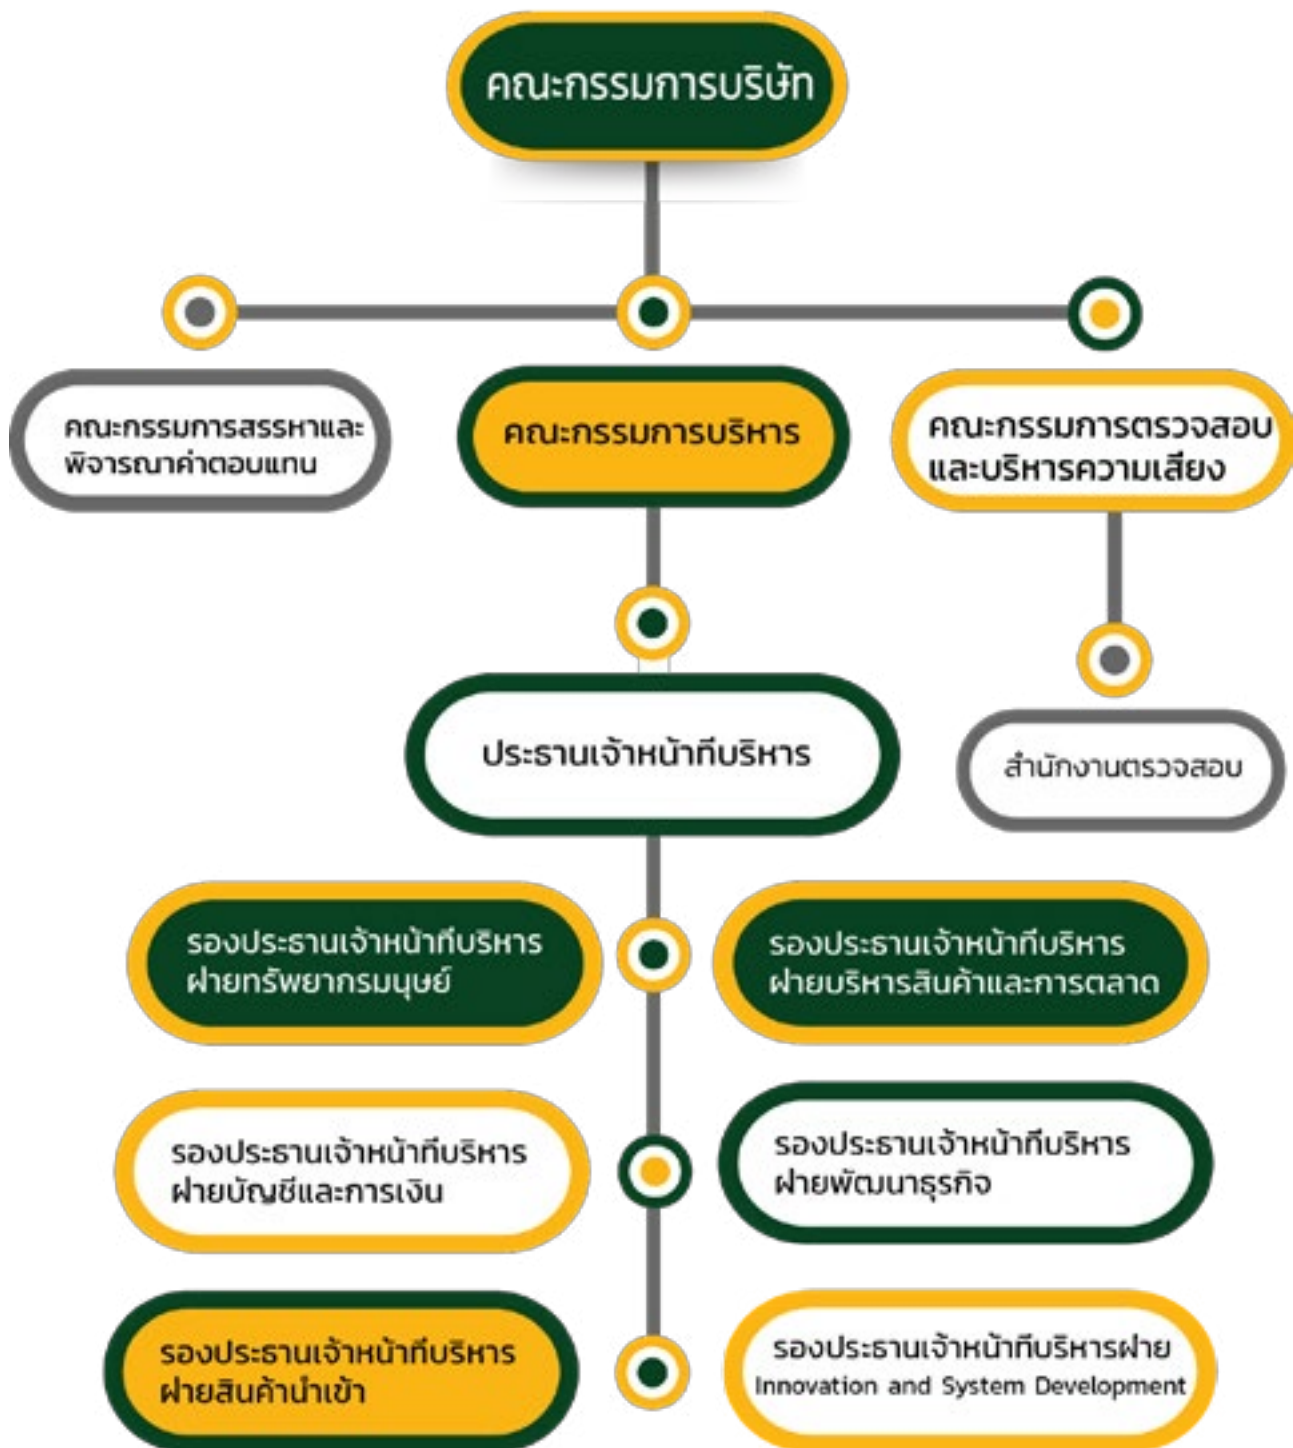 คณะกรรมการบริษัท
คณะกรรมการสรรหาและ
พิจารณาค่าตอบแทน
คณะกรรมการบริหาร
คณะกรรมการตรวจสอบ
และบริหารความเสี่ยง
ประธานเจ้าหน้าที่บริหาร
สำนักงานตรวจสอบ
รองประธานเจ้าหน้าที่บริหาร
ฝ่ายทรัพยากรมนุษย์
รองประธานเจ้าหน้าที่บริหาร
ฝ่ายบริหารสินค้าและการตลาด
รองประธานเจ้าหน้าที่บริหาร
ฝ่ายบัญชีและการเงิน
รองประธานเจ้าหน้าที่บริหาร
ฝ่ายพัฒนาธุรกิจ
รองประธานเจ้าหน้าที่บริหาร
ฝ่ายสินค้านำเข้า
รองประธานเจ้าหน้าที่บริหารฝ่าย
Innovation and System Development